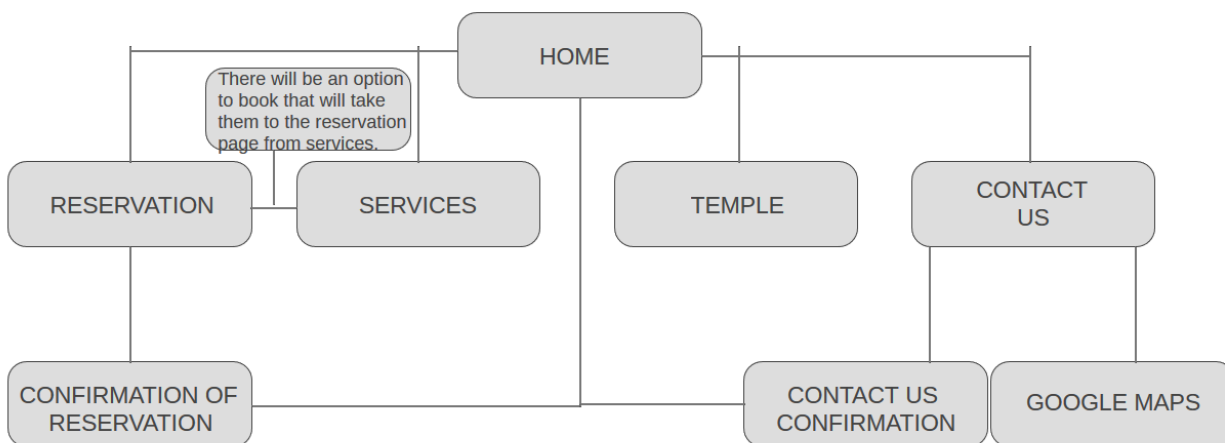 HOME
There will be an option
to book that will take
them to the reservation
page from services.
RESERVATION
SERVICES
TEMPLE
CONTACT
US
CONFIRMATION OF
RESERVATION
CONTACT US
CONFIRMATION
GOOGLE MAPS